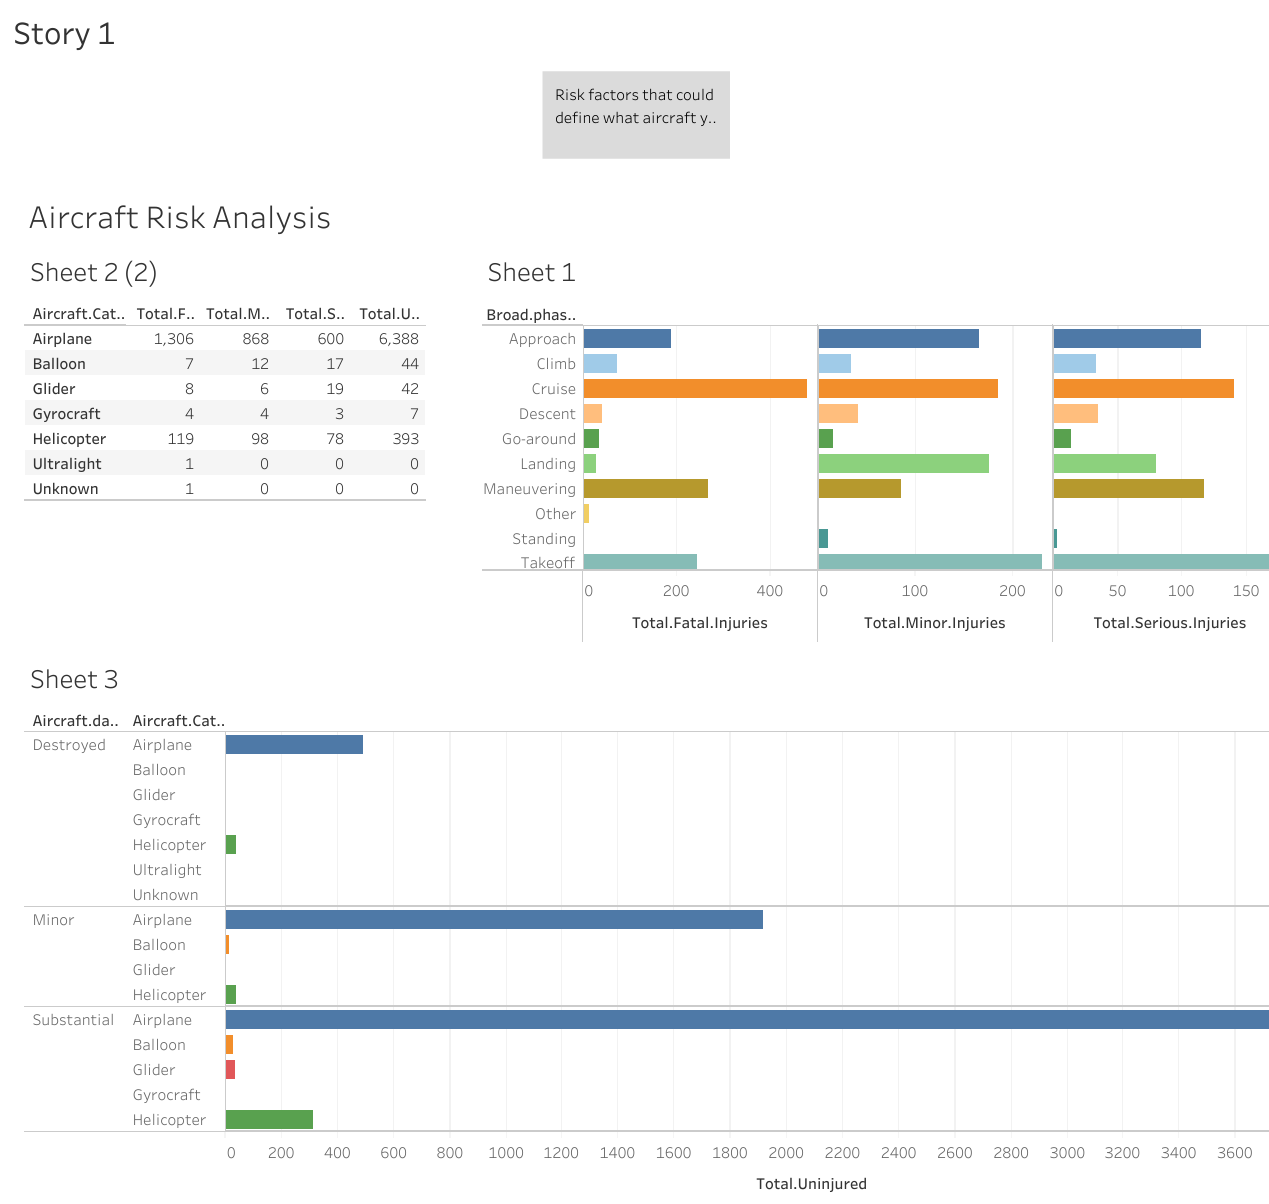 Story 1
Risk factors that could
define what aircraft y..
Aircraft Risk Analysis
Sheet 2 (2)
Aircraft.Cat.. Total.F.. Total.M.. Total.S.. Total.U..
Airplane 1,306 868 600 6,388
Balloon 7 12 17 44
Glider 8 6 19 42
Gyrocraft 4 4 3 7
Helicopter 119 98 78 393
Ultralight 1 0 0 0
Unknown 1 0 0 0
Sheet 1
Broad.phas..
Approach
Climb
Cruise
Descent
Go-around
Landing
Maneuvering
Other
Standing
Takeoff
0 200 400 0 100 200 0 50 100 150
Total.Fatal.Injuries Total.Minor.Injuries Total.Serious.Injuries
Sheet 3
Aircraft.da.. Aircraft.Cat..
Destroyed Airplane
Balloon
Glider
Gyrocraft
Helicopter
Ultralight
Unknown
Minor Airplane
Balloon
Glider
Helicopter
Substantial Airplane
Balloon
Glider
Gyrocraft
Helicopter
0 200 400 600 800 1000 1200 1400 1600 1800 2000 2200 2400 2600 2800 3000 3200 3400 3600
Total.Uninjured